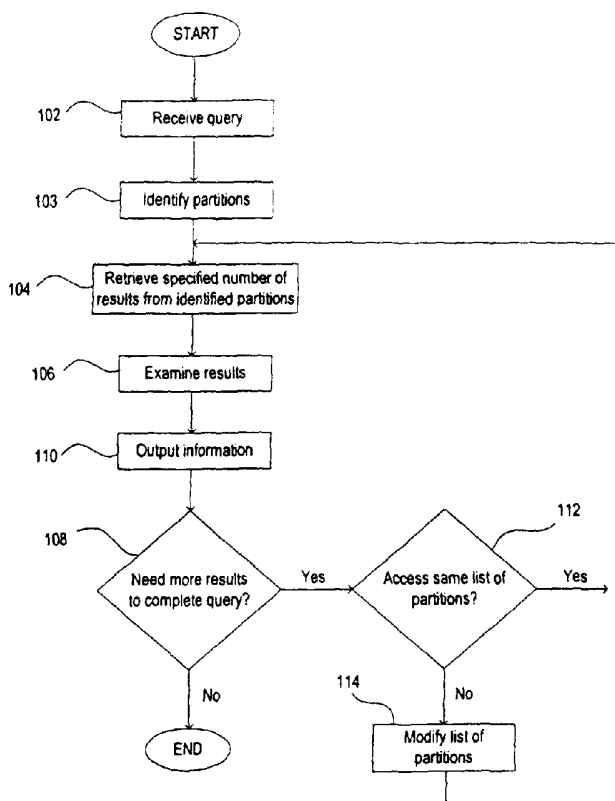 START
102
Receive query
103
Identify partitions
104
Retrieve specified number of
results from identified partitions
106
Examine results
110
Output information
108
Need more results
to complete query?
Yes
112
Access same list of
partitions?
Yes
No
END
No
114
Modify list of
partitions